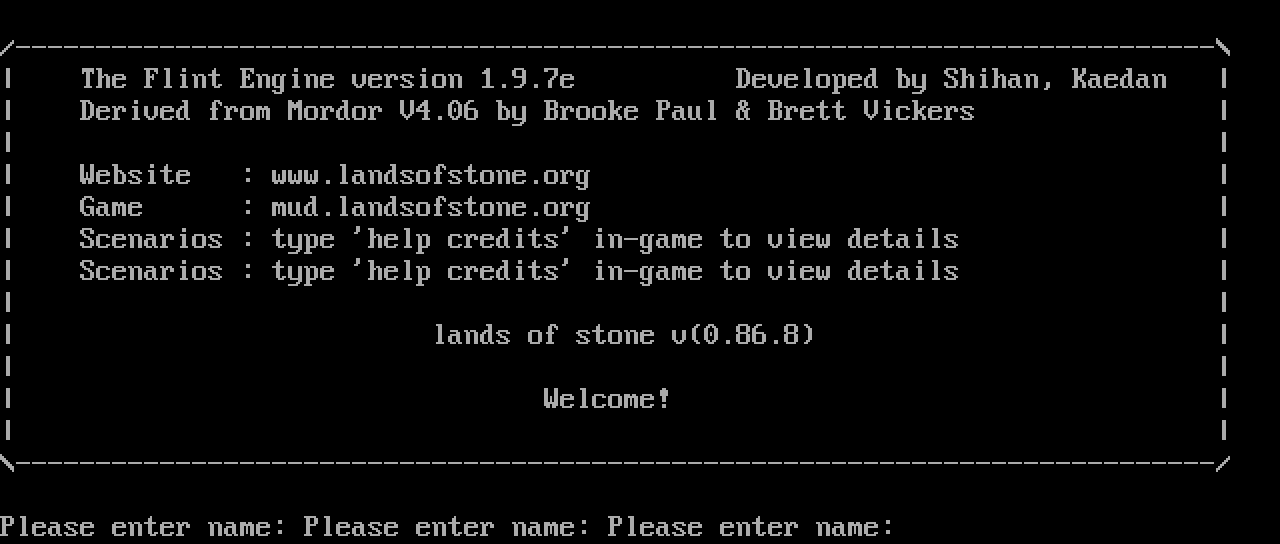 The Flint Engine version 1.9.7e Developed by Shihan, Kaedan
Derived from Mordor V4.06 by Brooke Paul & Brett Vickers
Website : www.landsofstone.org
Game : mud.landsofstone.org
Scenarios : type 'help credits' in-game to view details
Scenarios : type 'help credits' in-game to view details
lands of stone v(0.86.8)
Welcome!
Please enter name: Please enter name: Please enter name: